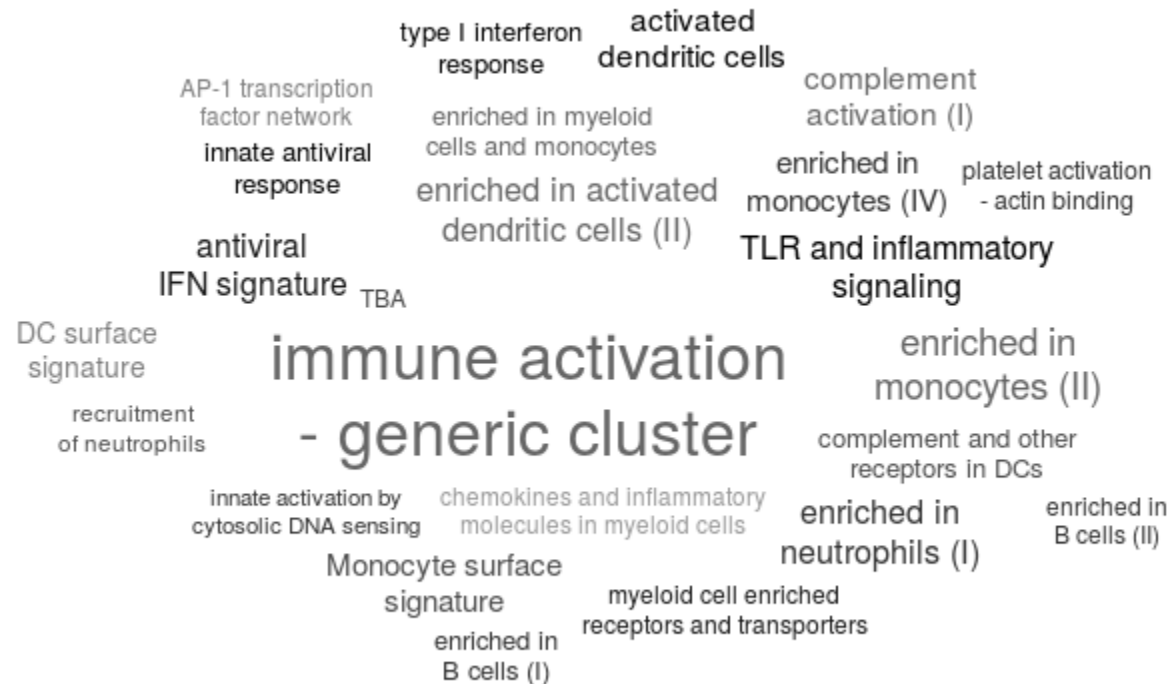 type I interferon
response
activated
dendritic cells
AP-1 transcription
factor network
enriched in myeloid
cells and monocytes
complement
activation (I)
innate antiviral
response
enriched in activated
dendritic cells (II)
enriched in
monocytes (IV)
platelet activation
- actin binding
antiviral
IFN signature
TBA
TLR and inflammatory
signaling
DC surface
signature
immune activation
- generic cluster
enriched in
monocytes (II)
recruitment
of neutrophils
complement and other
receptors in DCs
innate activation by
cytosolic DNA sensing
chemokines and inflammatory
molecules in myeloid cells
enriched in
neutrophils (I)
enriched in
B cells (II)
Monocyte surface
signature
myeloid cell enriched
receptors and transporters
enriched in
B cells (I)